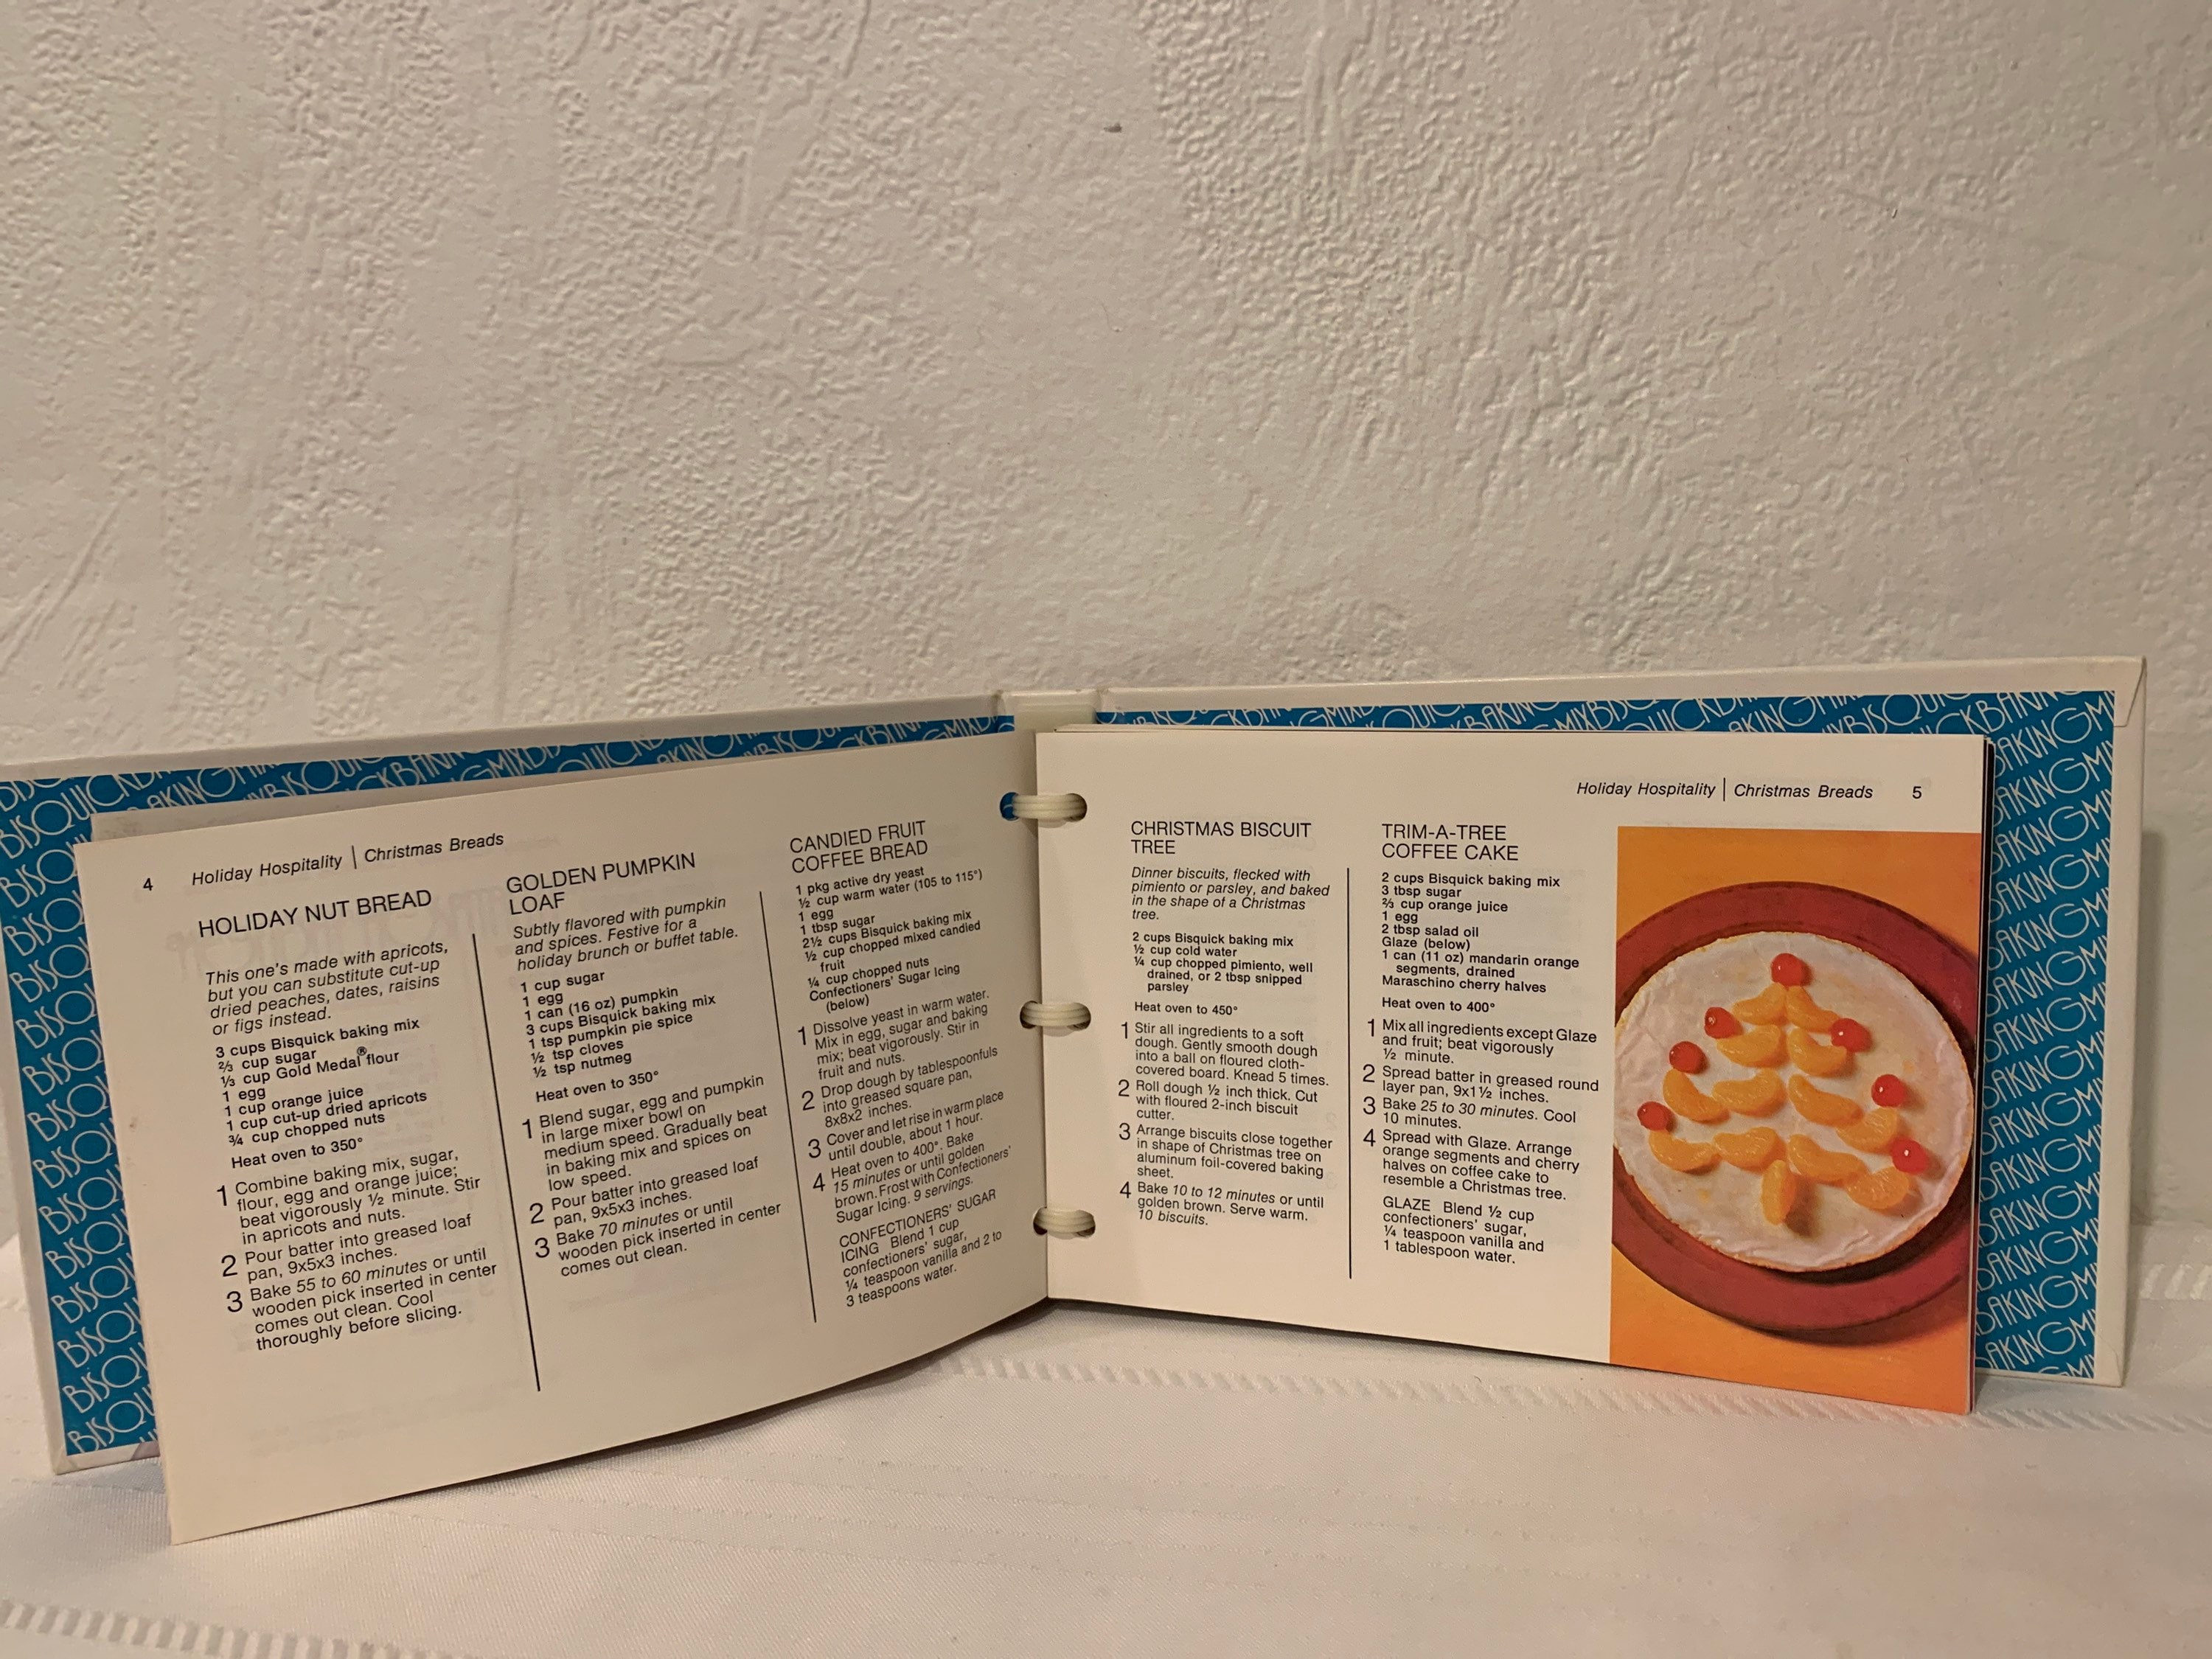 4 Holiday Hospitality | Christmas Breads
HOLIDAY NUT BREAD
This one's made with apricots,
but you can substitute cut-up
dried peaches, dates, raisins
or figs instead.
3 cups Bisquick baking mix
⅔ cup sugar
⅓ cup Gold Medal® flour
1 egg
1 cup orange juice
1 cup cut-up dried apricots
¾ cup chopped nuts
Heat oven to 350°
1 Combine baking mix, sugar,
flour, egg and orange juice;
beat vigorously ½ minute. Stir
in apricots and nuts.
2 Pour batter into greased loaf
pan, 9x5x3 inches.
3 Bake 55 to 60 minutes or until
wooden pick inserted in center
comes out clean. Cool
thoroughly before slicing.
GOLDEN PUMPKIN
LOAF
Subtly flavored with pumpkin
and spices. Festive for a
holiday brunch or buffet table.
1 cup sugar
1 egg
1 can (16 oz) pumpkin
3 cups Bisquick baking mix
1 tsp pumpkin pie spice
½ tsp cloves
½ tsp nutmeg
Heat oven to 350°
1 Blend sugar, egg and pumpkin
in large mixer bowl on
medium speed. Gradually beat
in baking mix and spices on
low speed.
2 Pour batter into greased loaf
pan, 9x5x3 inches.
3 Bake 70 minutes or until
wooden pick inserted in center
comes out clean.
CANDIED FRUIT
COFFEE BREAD
1 pkg active dry yeast
½ cup warm water (105 to 115°)
1 egg
1 tbsp sugar
2½ cups Bisquick baking mix
½ cup chopped mixed candied
fruit
¼ cup chopped nuts
Confectioners' Sugar Icing
(below)
1 Dissolve yeast in warm water.
Mix in egg, sugar and baking
mix; beat vigorously. Stir in
fruit and nuts.
2 Drop dough by tablespoonfuls
into greased square pan,
8x8x2 inches.
3 Cover and let rise in warm place
until double, about 1 hour.
4 Heat oven to 400°. Bake
15 minutes or until golden
brown. Frost with Confectioners'
Sugar Icing. 9 servings.
CONFECTIONERS' SUGAR
ICING Blend 1 cup
confectioners' sugar,
¼ teaspoon vanilla and 2 to
3 teaspoons water.
Holiday Hospitality | Christmas Breads 5
CHRISTMAS BISCUIT
TREE
Dinner biscuits, flecked with
pimiento or parsley, and baked
in the shape of a Christmas
tree.
2 cups Bisquick baking mix
½ cup cold water
¼ cup chopped pimiento, well
drained, or 2 tbsp snipped
parsley
Heat oven to 450°
1 Stir all ingredients to a soft
dough. Gently smooth dough
into a ball on floured cloth-
covered board. Knead 5 times.
2 Roll dough ½ inch thick. Cut
with floured 2-inch biscuit
cutter.
3 Arrange biscuits close together
in shape of Christmas tree on
aluminum foil-covered baking
sheet.
4 Bake 10 to 12 minutes or until
golden brown. Serve warm.
10 biscuits.
TRIM-A-TREE
COFFEE CAKE
2 cups Bisquick baking mix
3 tbsp sugar
⅔ cup orange juice
1 egg
2 tbsp salad oil
Glaze (below)
1 can (11 oz) mandarin orange
segments, drained
Maraschino cherry halves
Heat oven to 400°
1 Mix all ingredients except Glaze
and fruit; beat vigorously
½ minute.
2 Spread batter in greased round
layer pan, 9x1½ inches.
3 Bake 25 to 30 minutes. Cool
10 minutes.
4 Spread with Glaze. Arrange
orange segments and cherry
halves on coffee cake to
resemble a Christmas tree.
GLAZE Blend ½ cup
confectioners' sugar,
¼ teaspoon vanilla and
1 tablespoon water.